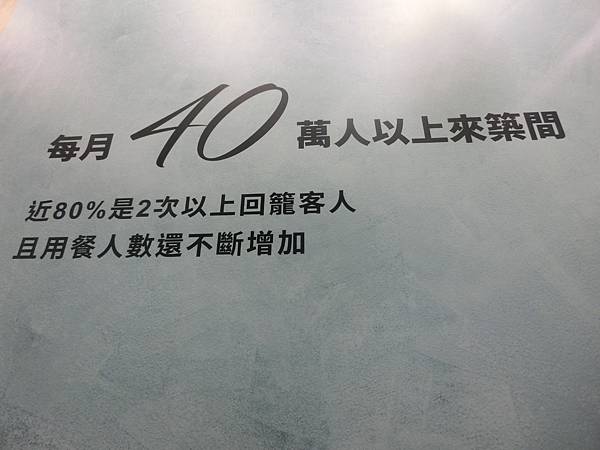 每月40萬人以上來築間
近80%是2次以上回籠客人
且用餐人數還不斷增加